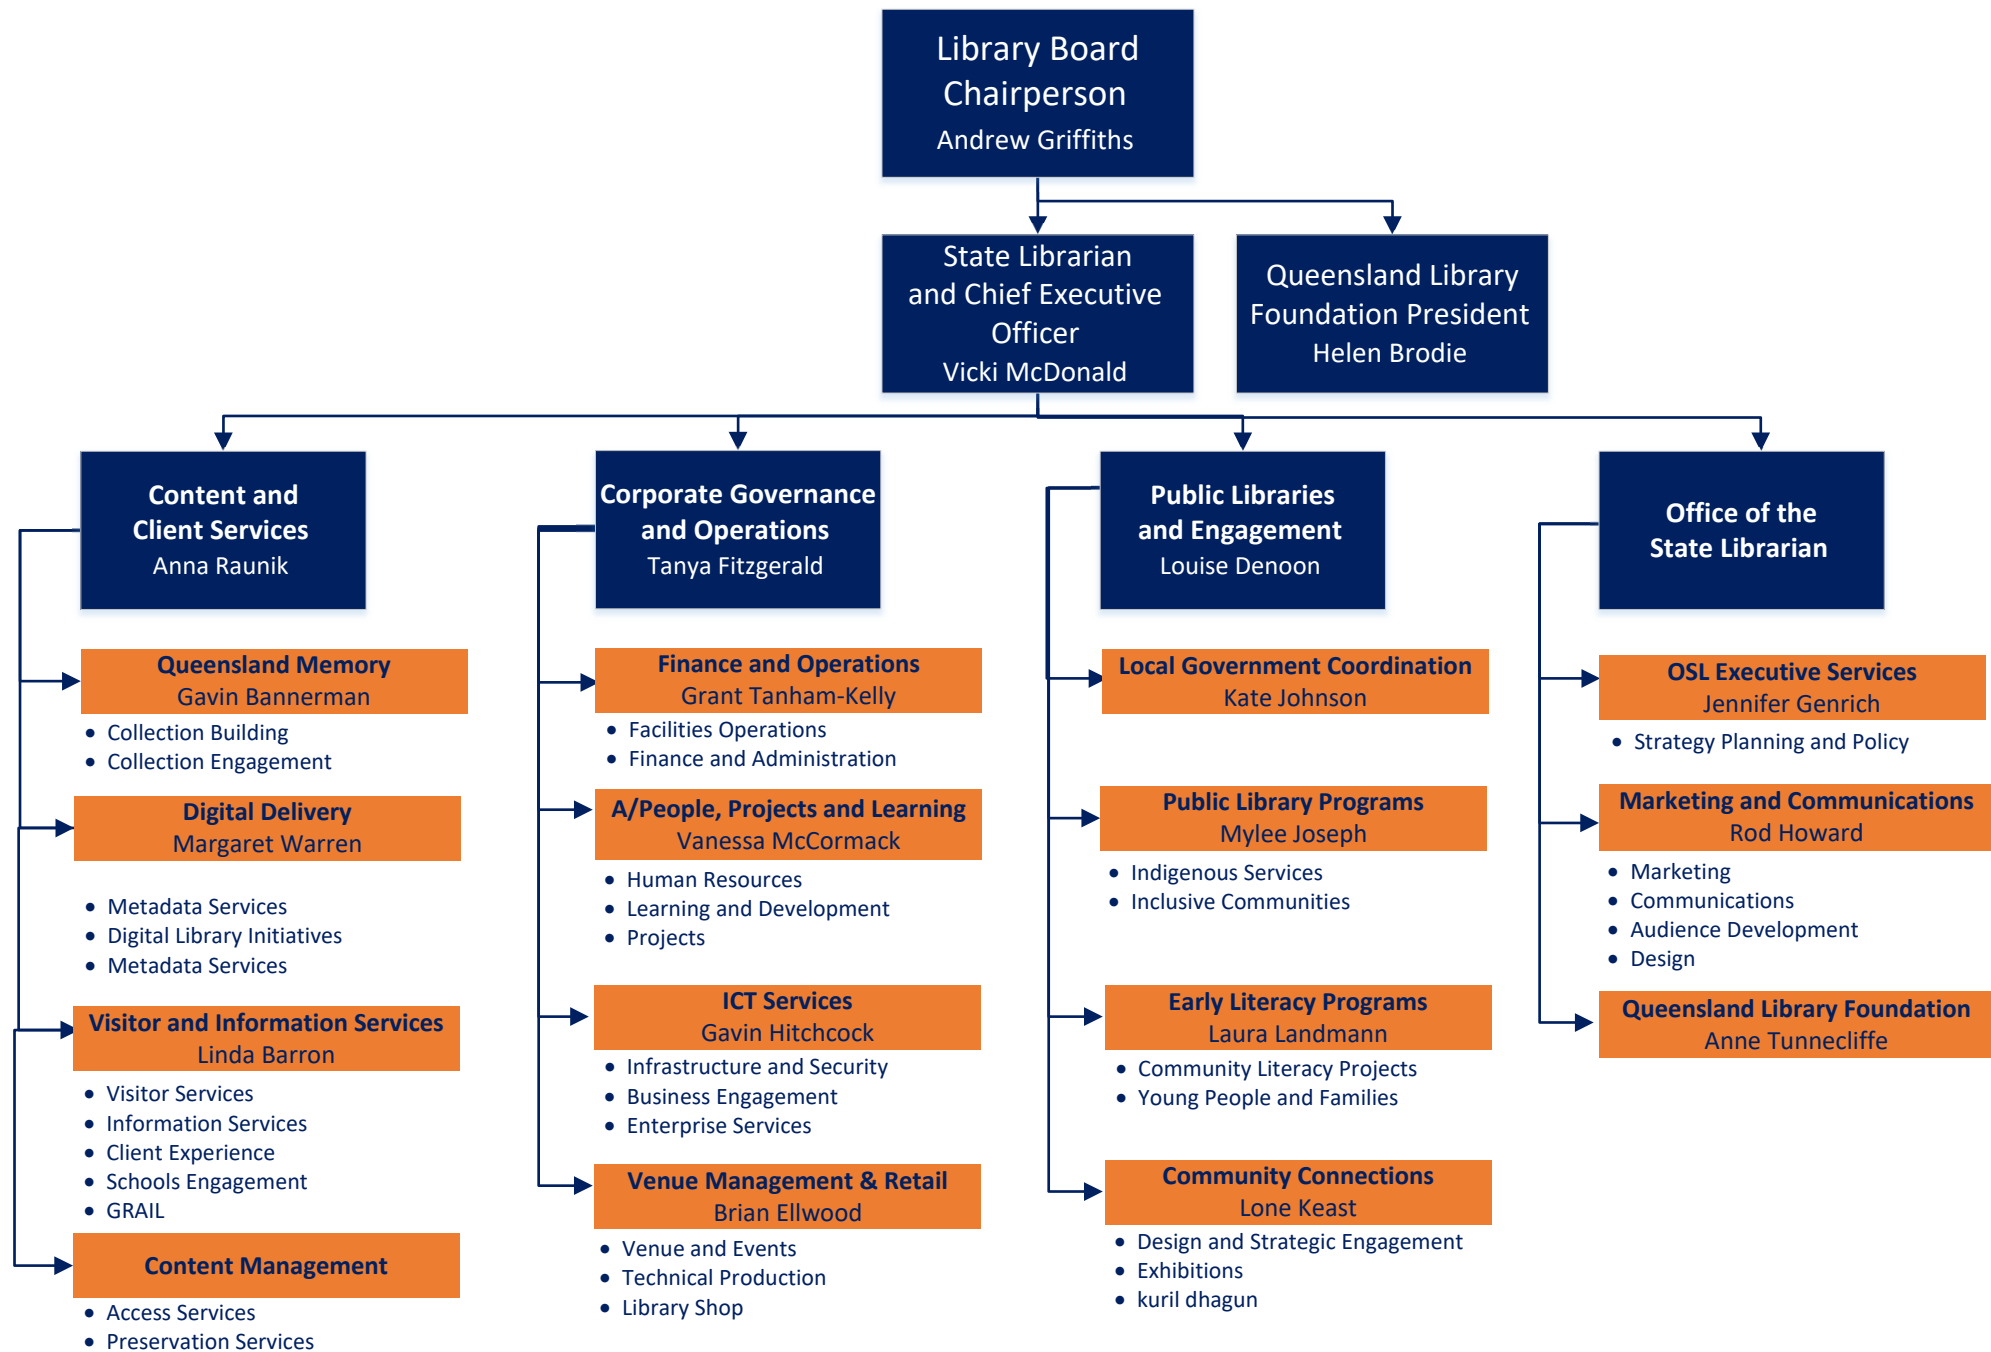 Library Board
Chairperson
Andrew Griffiths
State Librarian
and Chief Executive
Officer
Vicki McDonald
Queensland Library
Foundation President
Helen Brodie
Content and
Client Services
Anna Raunik
Queensland Memory
Gavin Bannerman
• Collection Building
• Collection Engagement
Digital Delivery
Margaret Warren
• Metadata Services
• Digital Library Initiatives
• Metadata Services
Visitor and Information Services
Linda Barron
• Visitor Services
• Information Services
• Client Experience
• Schools Engagement
• GRAIL
Content Management
• Access Services
• Preservation Services
Corporate Governance
and Operations
Tanya Fitzgerald
Finance and Operations
Grant Tanham-Kelly
• Facilities Operations
• Finance and Administration
A/People, Projects and Learning
Vanessa McCormack
• Human Resources
• Learning and Development
• Projects
ICT Services
Gavin Hitchcock
• Infrastructure and Security
• Business Engagement
• Enterprise Services
Venue Management & Retail
Brian Ellwood
• Venue and Events
• Technical Production
• Library Shop
Public Libraries
and Engagement
Louise Denoon
Local Government Coordination
Kate Johnson
Public Library Programs
Mylee Joseph
• Indigenous Services
• Inclusive Communities
Early Literacy Programs
Laura Landmann
• Community Literacy Projects
• Young People and Families
Community Connections
Lone Keast
• Design and Strategic Engagement
• Exhibitions
• kuril dhagun
Office of the
State Librarian
OSL Executive Services
Jennifer Genrich
• Strategy Planning and Policy
Marketing and Communications
Rod Howard
• Marketing
• Communications
• Audience Development
• Design
Queensland Library Foundation
Anne Tunnecliffe